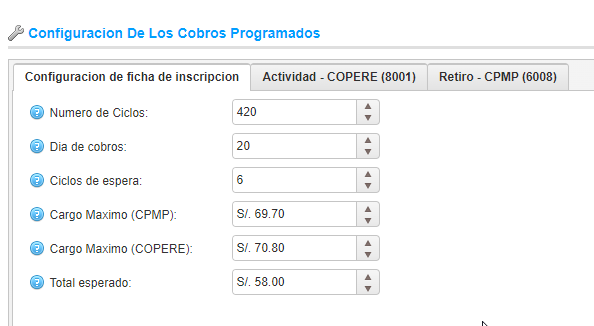 Configuracion De Los Cobros Programados
Configuracion de ficha de inscripcion Actividad - COPERE (8001) Retiro - CPMP (6008)
Numero de Ciclos: 420
Dia de cobros: 20
Ciclos de espera: 6
Cargo Maximo (CPMP): S/. 69.70
Cargo Maximo (COPERE): S/. 70.80
Total esperado: S/. 58.00